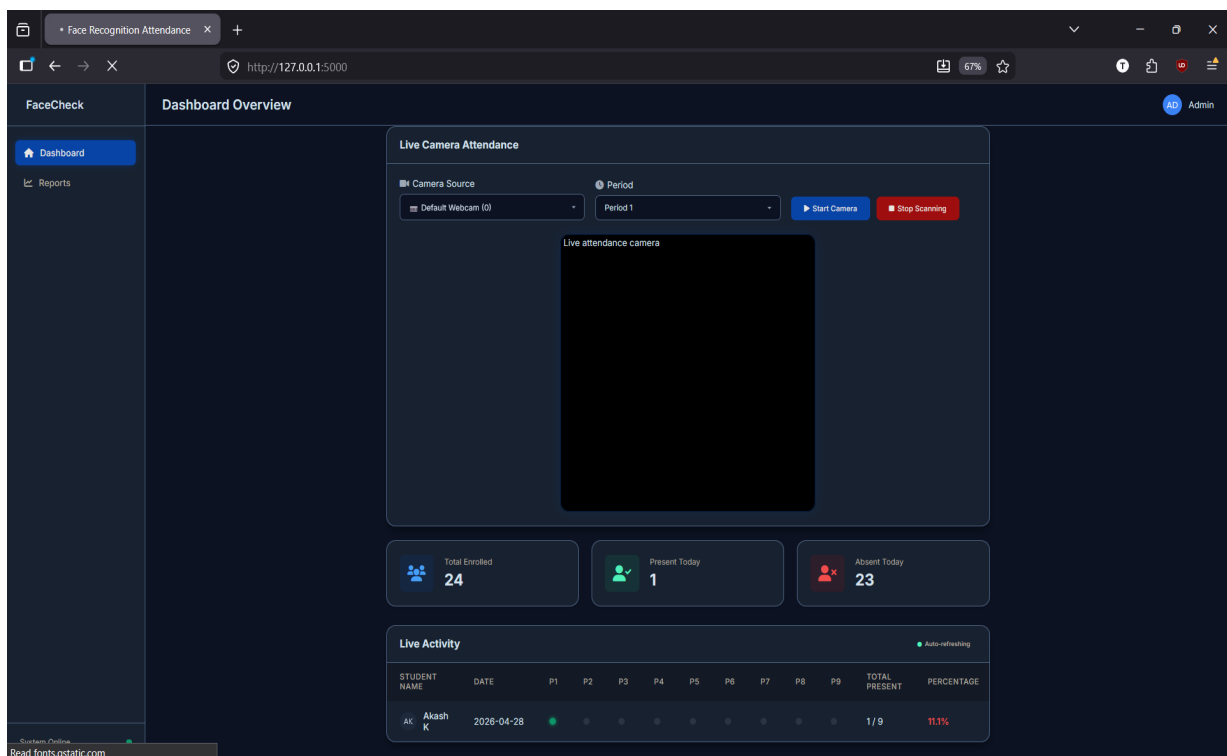 Face Recognition Attendance
http://127.0.0.1:5000
67%
T
FaceCheck
Dashboard Overview
AD
Admin
Dashboard
Reports
Live Camera Attendance
Camera Source
Period
Default Webcam (0)
Period 1
Start Camera
Stop Scanning
Live attendance camera
Total Enrolled
24
Present Today
1
Absent Today
23
Live Activity
Auto-refreshing
STUDENT NAME DATE P1 P2 P3 P4 P5 P6 P7 P8 P9 TOTAL PRESENT PERCENTAGE
AK Akash K 2026-04-28 1 / 9 11.1%
System Online
Read fonts.gstatic.com